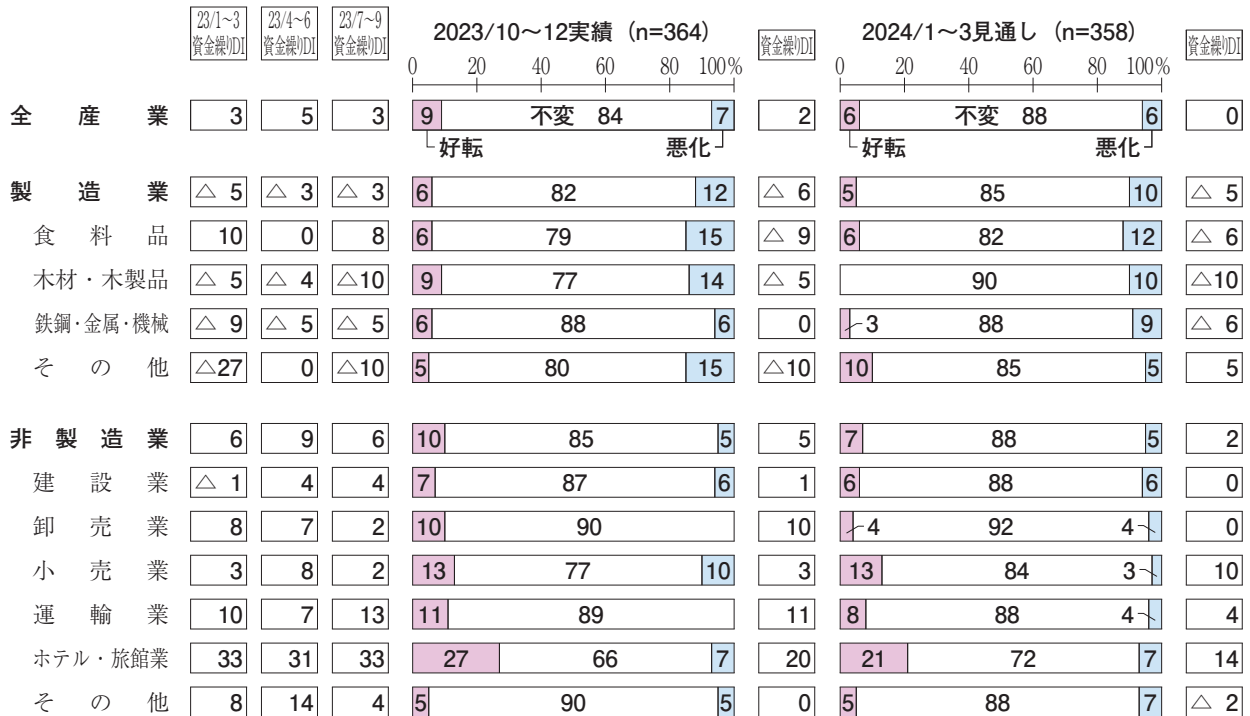 23/1~3 23/4~6 23/7~9 2023/10～12実績 (n=364) 2024/1～3見通し (n=358)
資金繰りDI 資金繰りDI 資金繰りDI 資金繰りDI 資金繰りDI
0 20 40 60 80 100% 0 20 40 60 80 100%
全産業 3 5 3 9 不変 84 7 2 6 不変 88 6 0
好転 悪化 好転 悪化
製造業 △ 5 △ 3 △ 3 6 82 12 △ 6 5 85 10 △ 5
食料品 10 0 8 6 79 15 △ 9 6 82 12 △ 6
木材・木製品 △ 5 △ 4 △10 9 77 14 △ 5 90 10 △10
鉄鋼・金属・機械 △ 9 △ 5 △ 5 6 88 6 0 3 88 9 △ 6
その他 △27 0 △10 5 80 15 △10 10 85 5 5
非製造業 6 9 6 10 85 5 5 7 88 5 2
建設業 △ 1 4 4 7 87 6 1 6 88 6 0
卸売業 8 7 2 10 90 10 4 92 4 0
小売業 3 8 2 13 77 10 3 13 84 3 10
運輸業 10 7 13 11 89 11 8 88 4 4
ホテル・旅館業 33 31 33 27 66 7 20 21 72 7 14
その他 8 14 4 5 90 5 0 5 88 7 △ 2